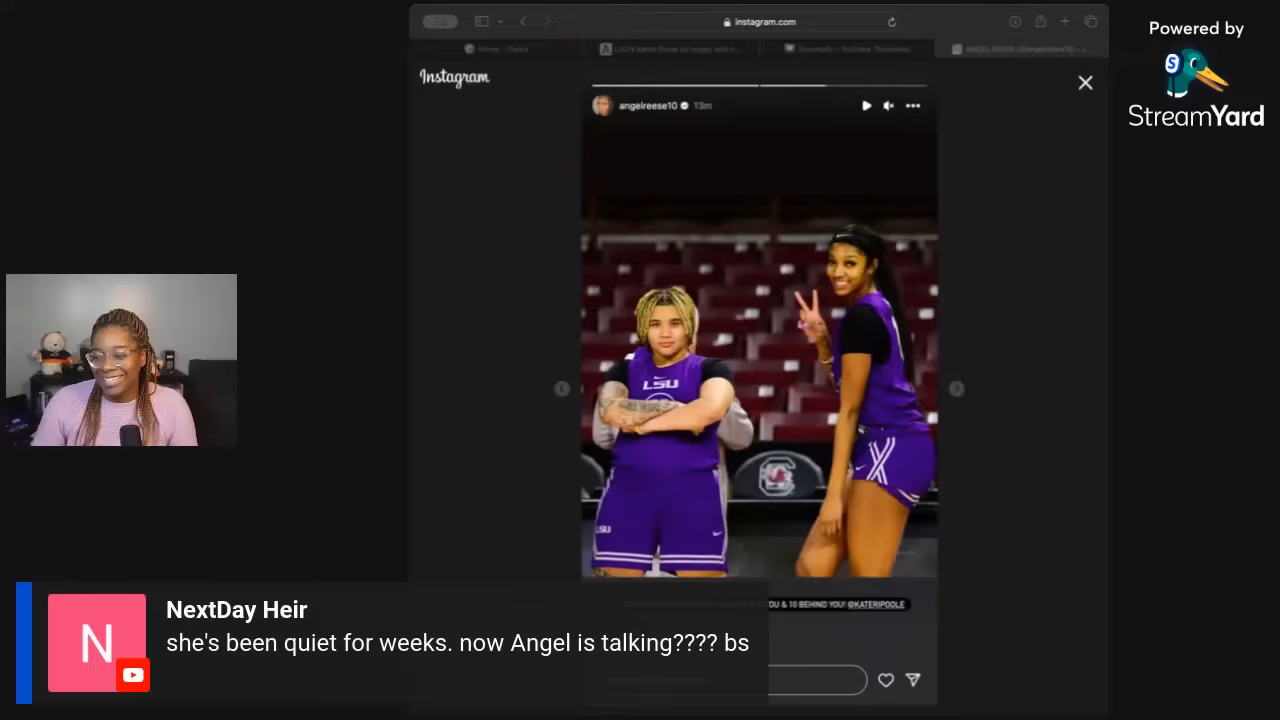 instagram.com
Powered by
StreamYard
Instagram
angelreese10 13m
LSU
LSU
C
OU & 10 BEHIND YOU! @KATERIPOOLE
N
NextDay Heir
she's been quiet for weeks. now Angel is talking???? bs